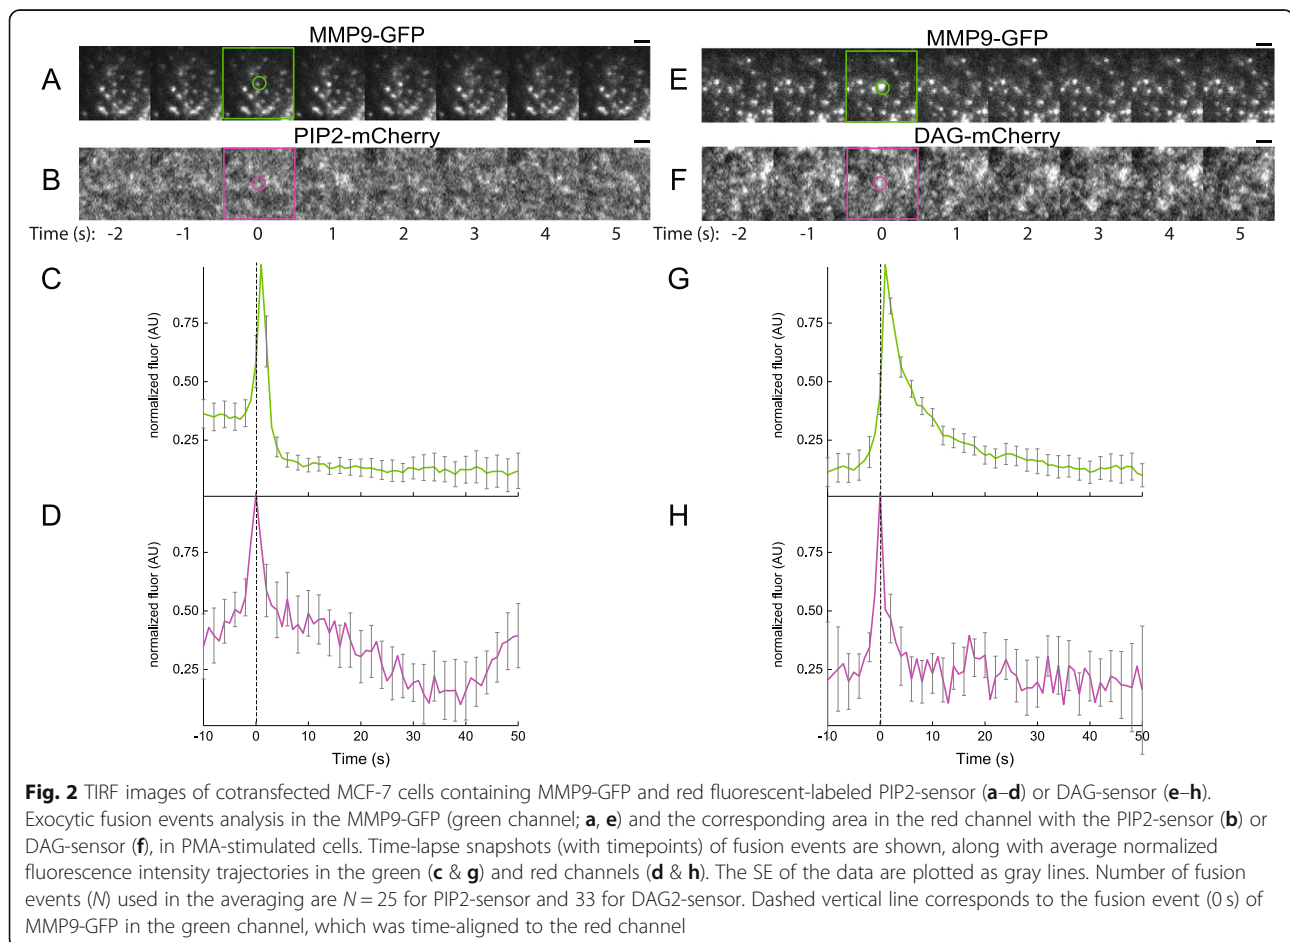 MMP9-GFP
A
PIP2-mCherry
B
Time (s): -2 -1 0 1 2 3 4 5
C
normalized fluor (AU)
0.75
0.50
0.25
D
normalized fluor (AU)
0.75
0.50
0.25
-10 0 10 20 30 40 50
Time (s)
MMP9-GFP
E
DAG-mCherry
F
Time (s): -2 -1 0 1 2 3 4 5
G
normalized fluor (AU)
0.75
0.50
0.25
H
normalized fluor (AU)
0.75
0.50
0.25
-10 0 10 20 30 40 50
Time (s)
Fig. 2 TIRF images of cotransfected MCF-7 cells containing MMP9-GFP and red fluorescent-labeled PIP2-sensor (a–d) or DAG-sensor (e–h).
Exocytic fusion events analysis in the MMP9-GFP (green channel; a, e) and the corresponding area in the red channel with the PIP2-sensor (b) or
DAG-sensor (f), in PMA-stimulated cells. Time-lapse snapshots (with timepoints) of fusion events are shown, along with average normalized
fluorescence intensity trajectories in the green (c & g) and red channels (d & h). The SE of the data are plotted as gray lines. Number of fusion
events (N) used in the averaging are N = 25 for PIP2-sensor and 33 for DAG2-sensor. Dashed vertical line corresponds to the fusion event (0 s) of
MMP9-GFP in the green channel, which was time-aligned to the red channel